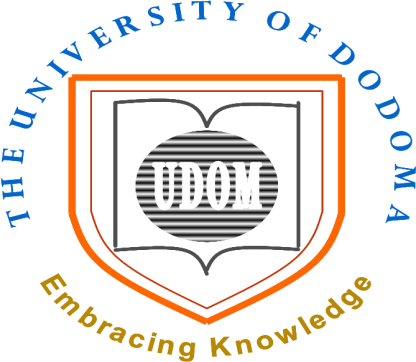 THE UNIVERSITY OF DODOMA
UDOM
Embracing Knowledge